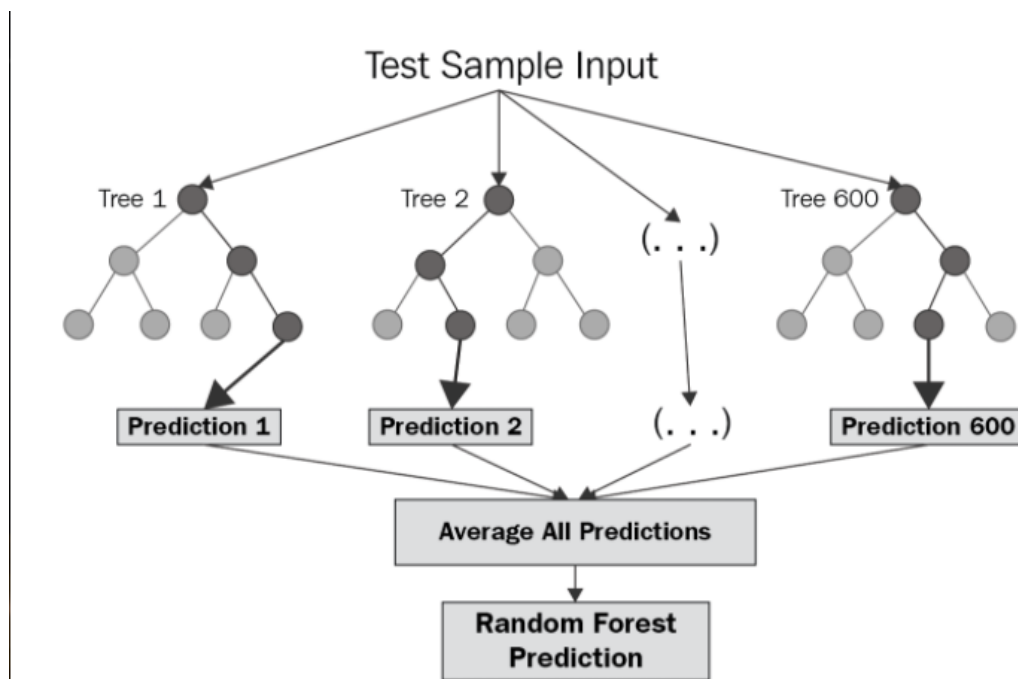 Test Sample Input
Tree 1
Tree 2
Tree 600
(. . .)
Prediction 1
Prediction 2
(. . .)
Prediction 600
Average All Predictions
Random Forest
Prediction